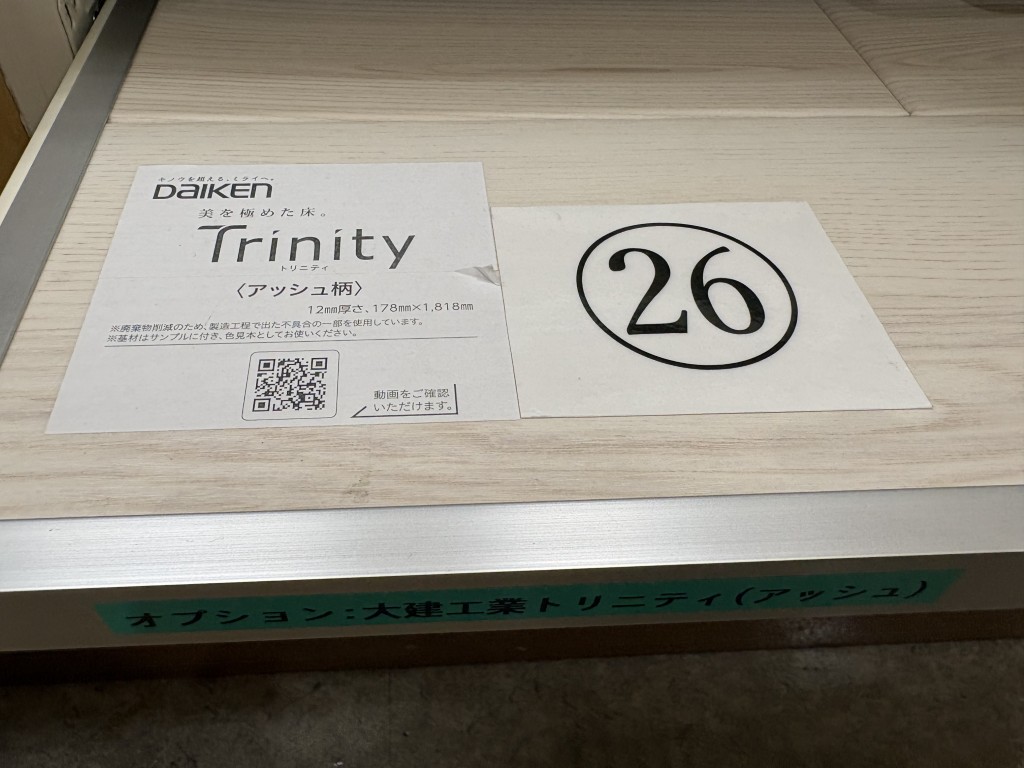 キノウを超える、ミライへ。
DAIKEN
美を極めた床。
Trinity
トリニティ
〈アッシュ柄〉
12mm厚さ、178mm×1,818mm
※廃棄物削減のため、製造工程で出た不具合の一部を使用しています。
※基材はサンプルに付き、色見本としてお使いください。
動画をご確認
いただけます。
26
オプション:大建工業トリニティ(アッシュ)